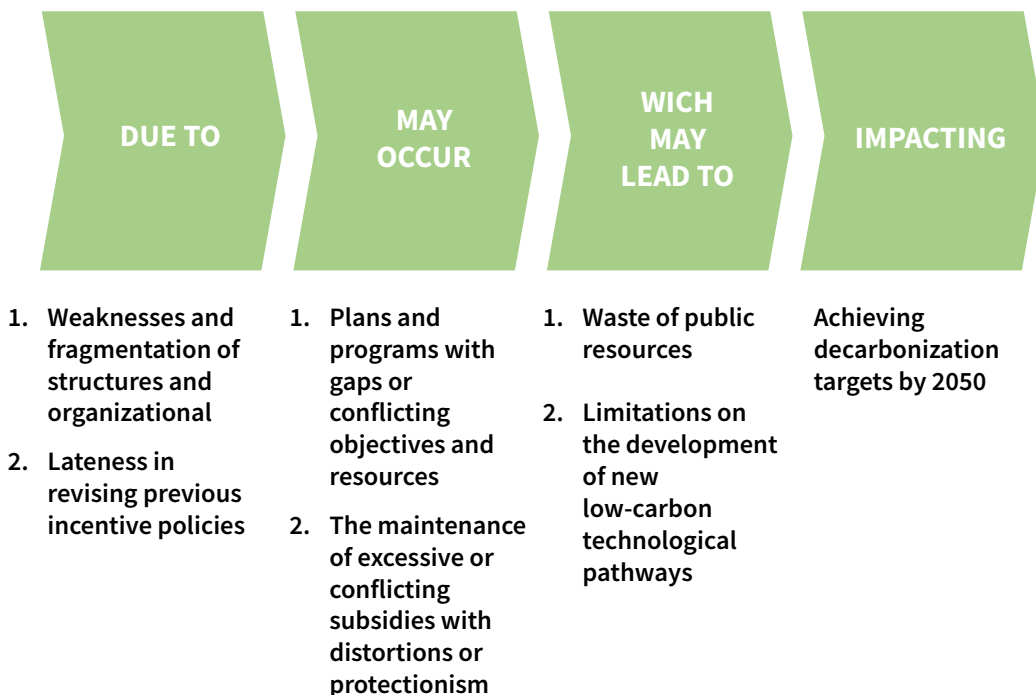 DUE TO
MAY
OCCUR
WICH
MAY
LEAD TO
IMPACTING
1. Weaknesses and
fragmentation of
structures and
organizational
2. Lateness in
revising previous
incentive policies
1. Plans and
programs with
gaps or
conflicting
objectives and
resources
2. The maintenance
of excessive or
conflicting
subsidies with
distortions or
protectionism
1. Waste of public
resources
2. Limitations on
the development
of new
low-carbon
technological
pathways
Achieving
decarbonization
targets by 2050